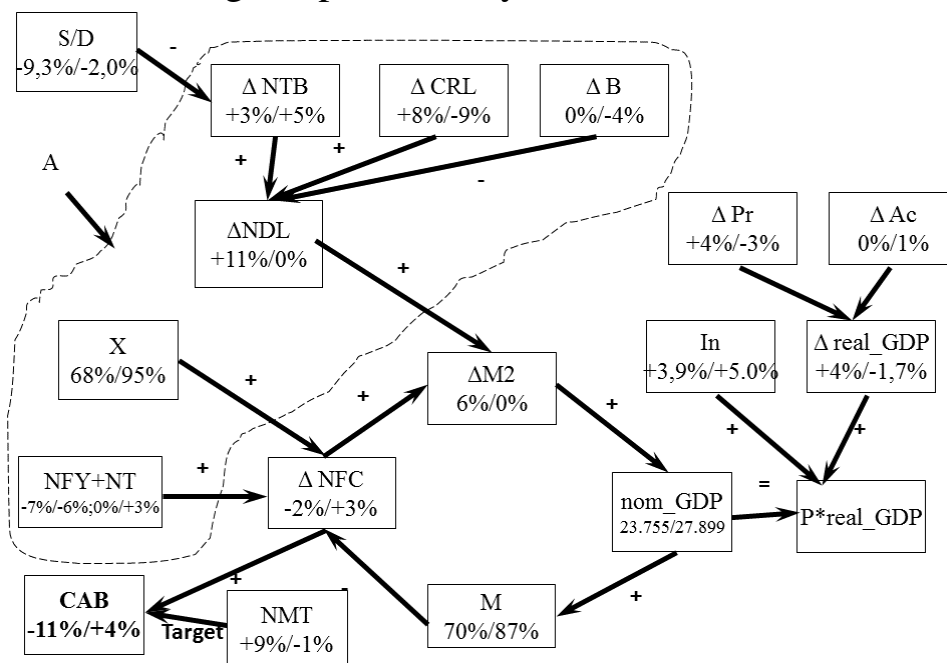 S/D
-9,3%/-2,0%
-
Δ NTB
+3%/+5%
Δ CRL
+8%/-9%
Δ B
0%/-4%
+
+
-
A
ΔNDL
+11%/0%
+
Δ Pr
+4%/-3%
Δ Ac
0%/1%
X
68%/95%
+
ΔM2
6%/0%
+
+
In
+3,9%/+5.0%
Δ real_GDP
+4%/-1,7%
+
+
NFY+NT
-7%/-6%;0%/+3%
+
Δ NFC
-2%/+3%
nom_GDP
23.755/27.899
=
P*real_GDP
CAB
-11%/+4%
+
Target
NMT
+9%/-1%
-
M
70%/87%
+